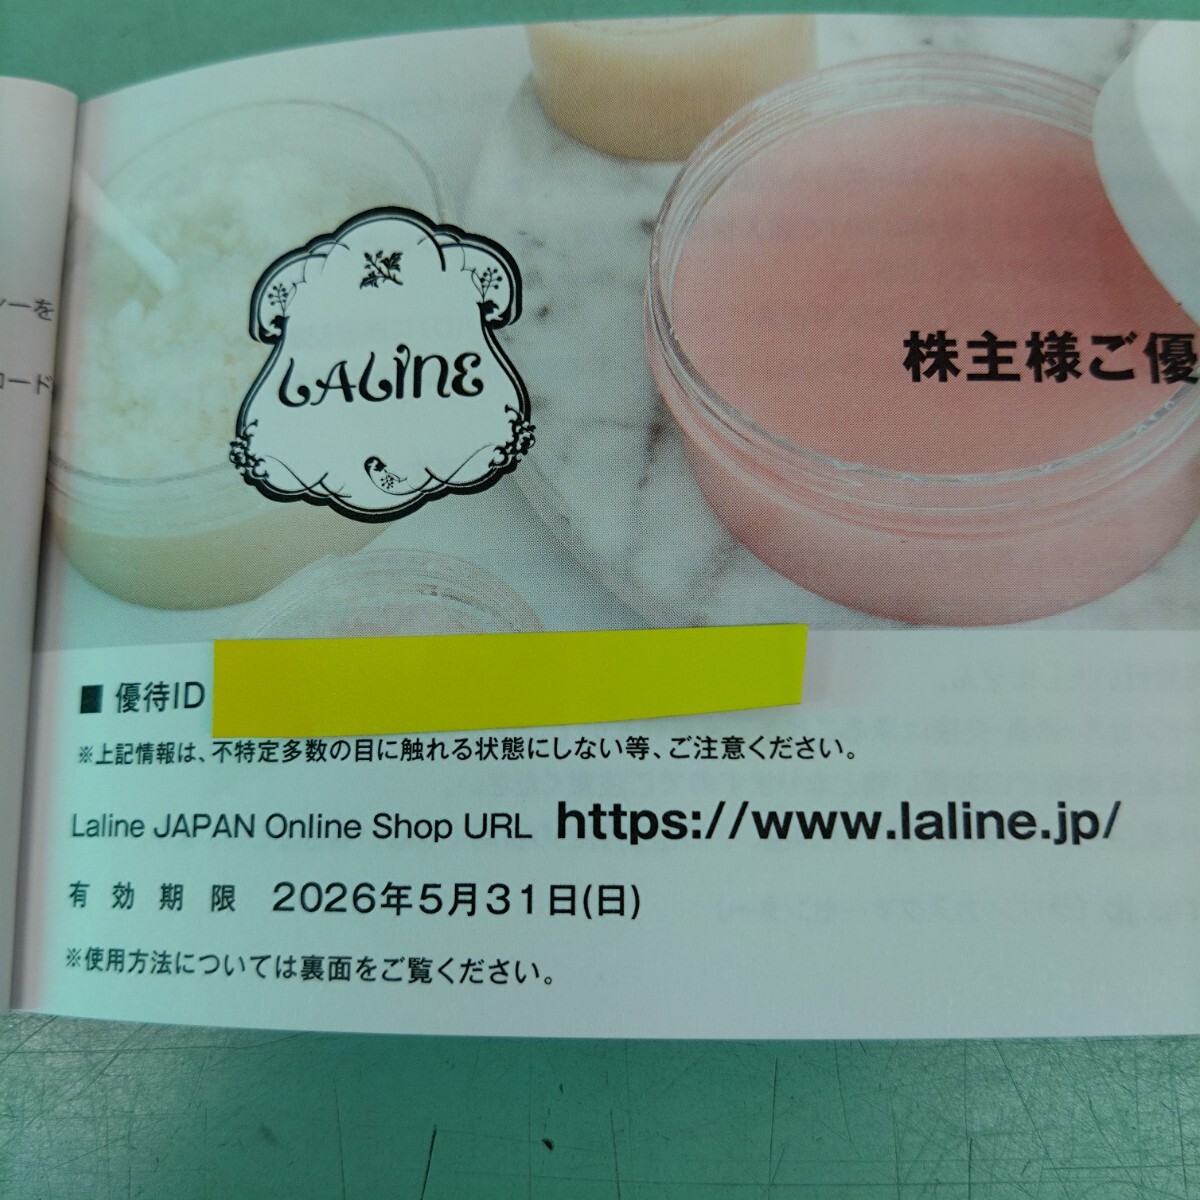 LALINE
株主様ご優
ーを
コード
■ 優待ID
※上記情報は、不特定多数の目に触れる状態にしない等、ご注意ください。
Laline JAPAN Online Shop URL https://www.laline.jp/
有効期限 2026年5月31日(日)
※使用方法については裏面をご覧ください。